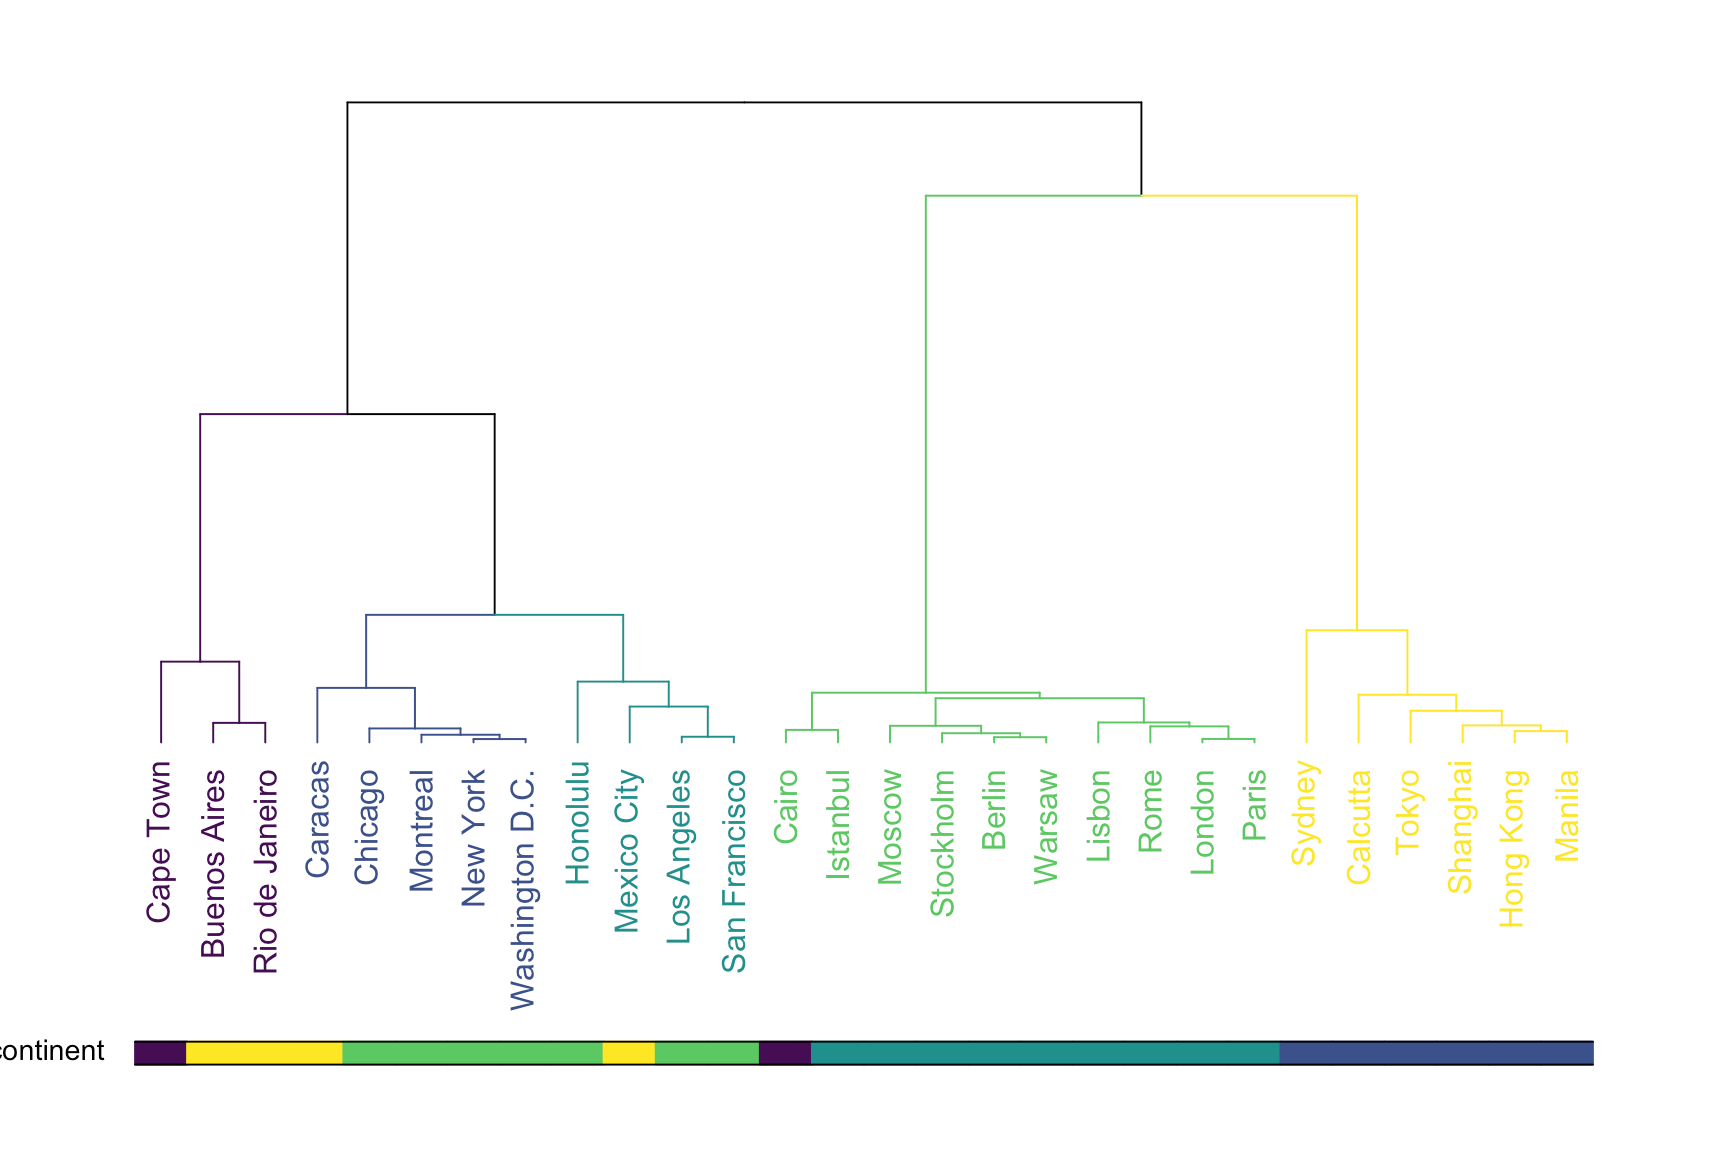 Cape Town
Buenos Aires
Rio de Janeiro
Caracas
Chicago
Montreal
New York
Washington D.C.
Honolulu
Mexico City
Los Angeles
San Francisco
Cairo
Istanbul
Moscow
Stockholm
Berlin
Warsaw
Lisbon
Rome
London
Paris
Sydney
Calcutta
Tokyo
Shanghai
Hong Kong
Manila
continent